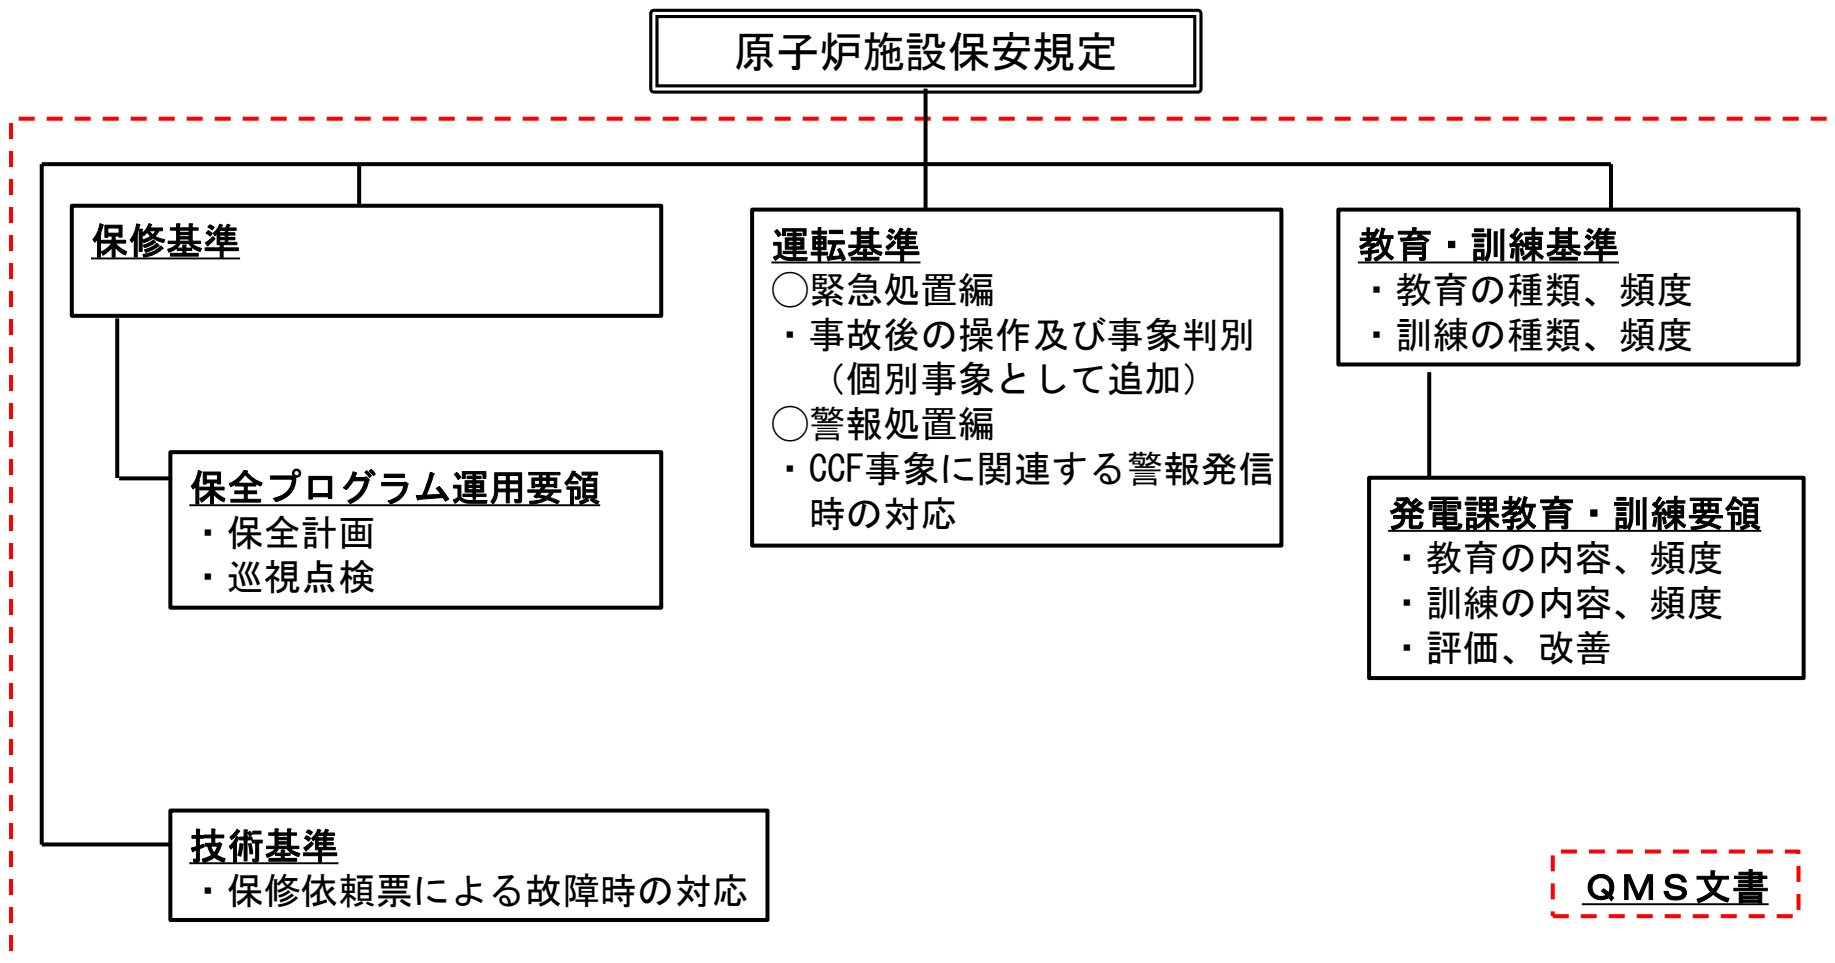 原子炉施設保安規定
保修基準
保全プログラム運用要領
・保全計画
・巡視点検
技術基準
・保修依頼票による故障時の対応
運転基準
◯緊急処置編
・事故後の操作及び事象判別
（個別事象として追加）
◯警報処置編
・CCF事象に関連する警報発信
時の対応
教育・訓練基準
・教育の種類、頻度
・訓練の種類、頻度
発電課教育・訓練要領
・教育の内容、頻度
・訓練の内容、頻度
・評価、改善
ＱＭＳ文書